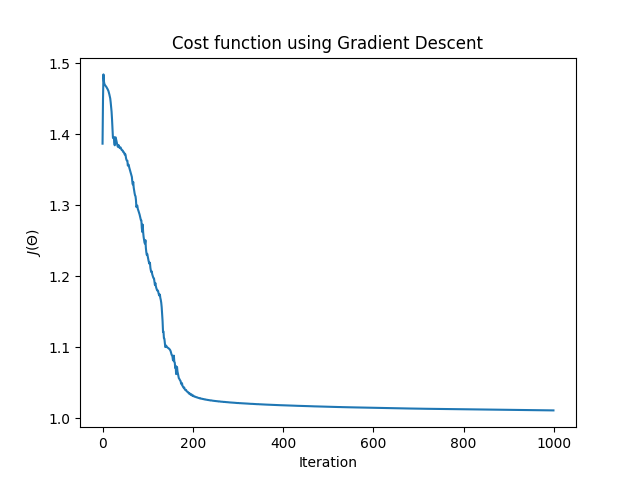 Cost function using Gradient Descent
1.5
1.4
1.3
1.2
1.1
1.0
J(Θ)
0 200 400 600 800 1000
Iteration